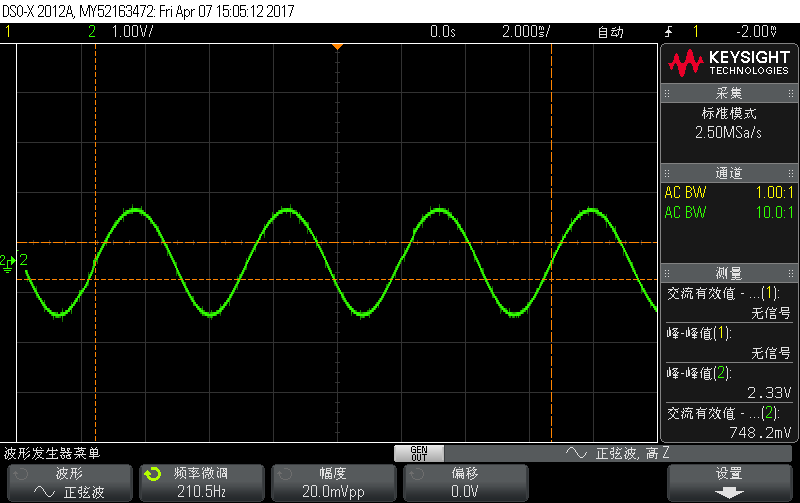 DSO-X 2012A, MY52163472: Fri Apr 07 15:05:12 2017
1 2 1.00V/ 0.0s 2.000s/ 自动 1 -2.00V
KEYSIGHT
TECHNOLOGIES
采集
标准模式
2.50MSa/s
通道
AC BW 1.00:1
AC BW 10.0:1
2 2
测量
交流有效值 - ...(1):
无信号
峰-峰值(1):
无信号
峰-峰值(2):
2.33V
交流有效值 - ...(2):
748.2mV
波形发生器菜单 GEN OUT 正弦波, 高 Z
波形 频率微调 幅度 偏移 设置
正弦波 210.5Hz 20.0mVpp 0.0V